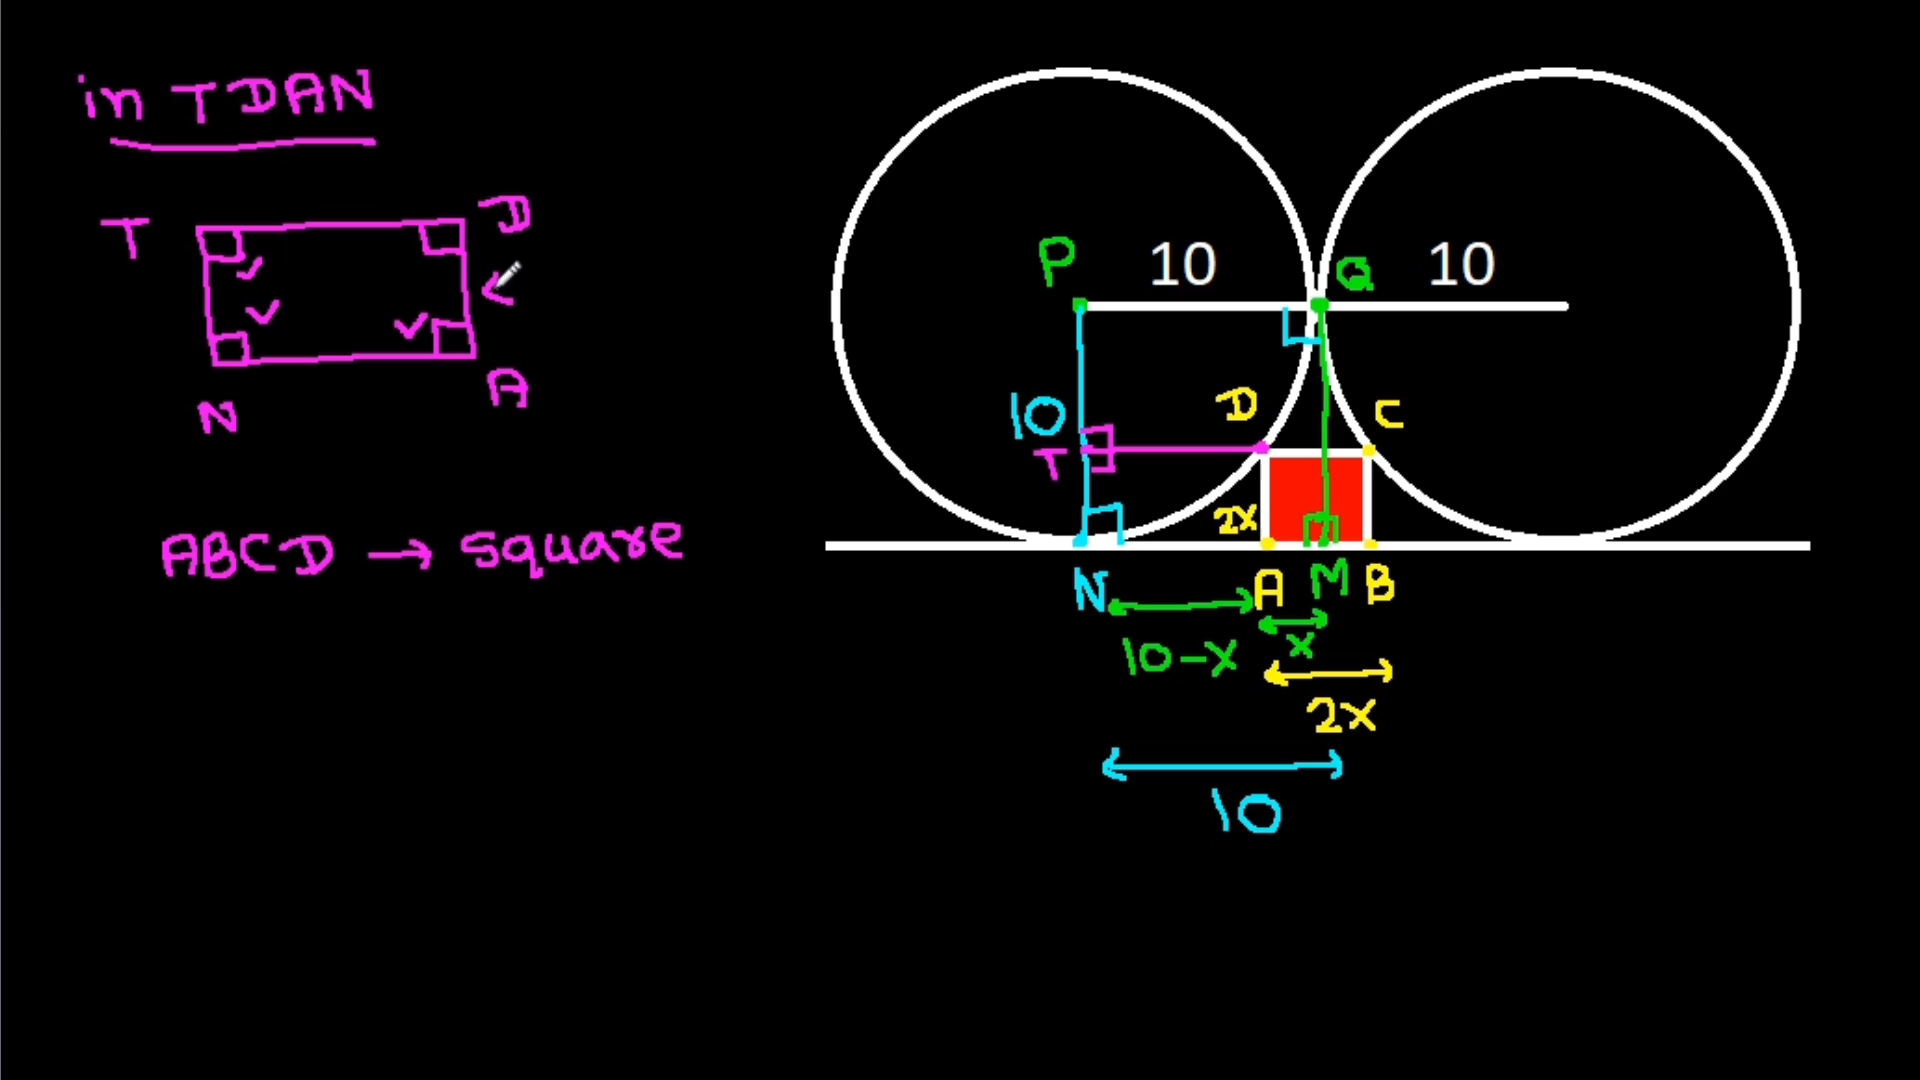 in TDAN
T D
N A
ABCD → square
P 10 Q 10
10 D C
T
2x
N A M B
10-x x
2x
10